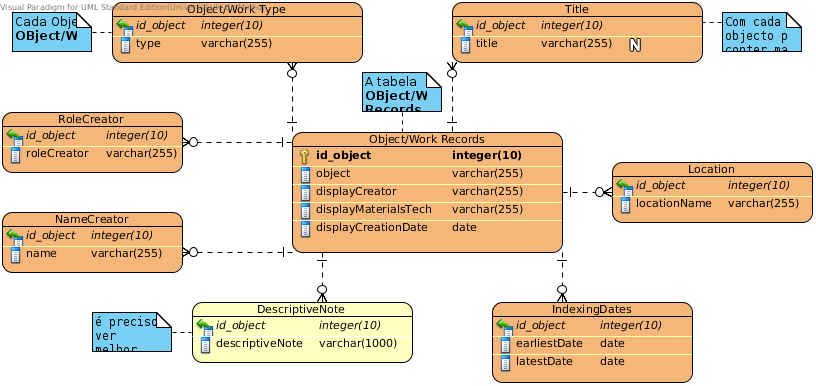 Visual Paradigm for UML Standard Edition(
Object/Work Type
id_object integer(10)
type varchar(255)
Cada Obje
OBject/W
Title
id_object integer(10)
title varchar(255) N
Com cada
objecto p
conter ma
A tabela
OBject/W
Records
RoleCreator
id_object integer(10)
roleCreator varchar(255)
Object/Work Records
id_object integer(10)
object varchar(255)
displayCreator varchar(255)
displayMaterialsTech varchar(255)
displayCreationDate date
Location
id_object integer(10)
locationName varchar(255)
NameCreator
id_object integer(10)
name varchar(255)
é preciso
ver
melhor
DescriptiveNote
id_object integer(10)
descriptiveNote varchar(1000)
IndexingDates
id_object integer(10)
earliestDate date
latestDate date